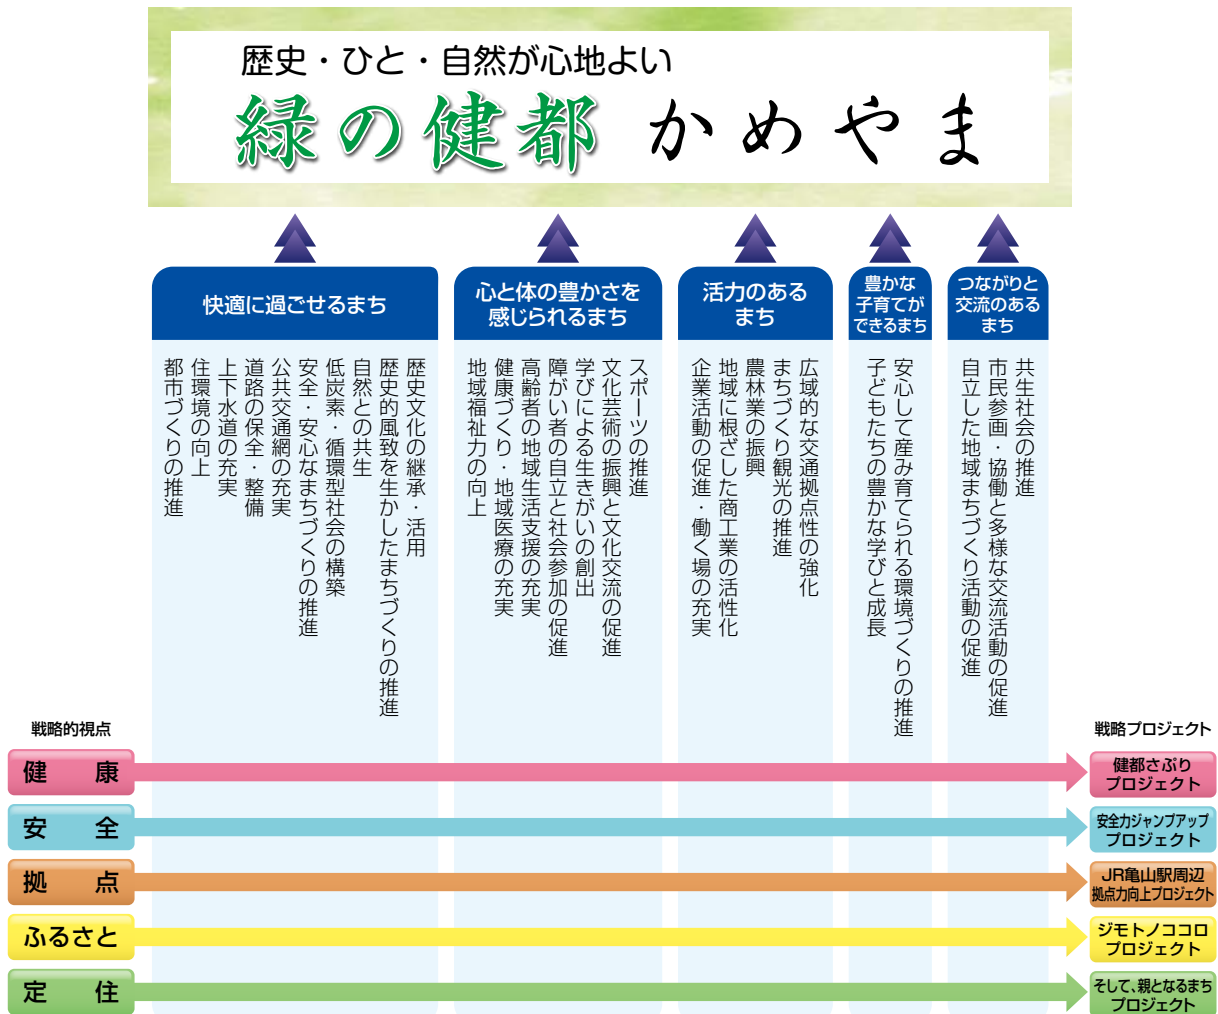 歴史・ひと・自然が心地よい
緑の健都 かめやま
快適に過ごせるまち
都市づくりの推進
住環境の向上
上下水道の充実
道路の保全・整備
公共交通網の充実
安全・安心なまちづくりの推進
低炭素・循環型社会の構築
自然との共生
歴史的風致を生かしたまちづくりの推進
歴史文化の継承・活用
心と体の豊かさを
感じられるまち
地域福祉力の向上
健康づくり・地域医療の充実
高齢者の地域生活支援の充実
障がい者の自立と社会参加の促進
学びによる生きがいの創出
文化芸術の振興と文化交流の促進
スポーツの推進
活力のある
まち
企業活動の促進・働く場の充実
地域に根ざした商工業の活性化
農林業の振興
まちづくり観光の推進
広域的な交通拠点性の強化
豊かな
子育てが
できるまち
子どもたちの豊かな学びと成長
安心して産み育てられる環境づくりの推進
つながりと
交流のある
まち
自立した地域まちづくり活動の促進
市民参画・協働と多様な交流活動の促進
共生社会の推進
戦略的視点
戦略プロジェクト
健 康
健都さぷり
プロジェクト
安 全
安全力ジャンプアップ
プロジェクト
拠 点
JR亀山駅周辺
拠点力向上プロジェクト
ふるさと
ジモトノココロ
プロジェクト
定 住
そして、親となるまち
プロジェクト